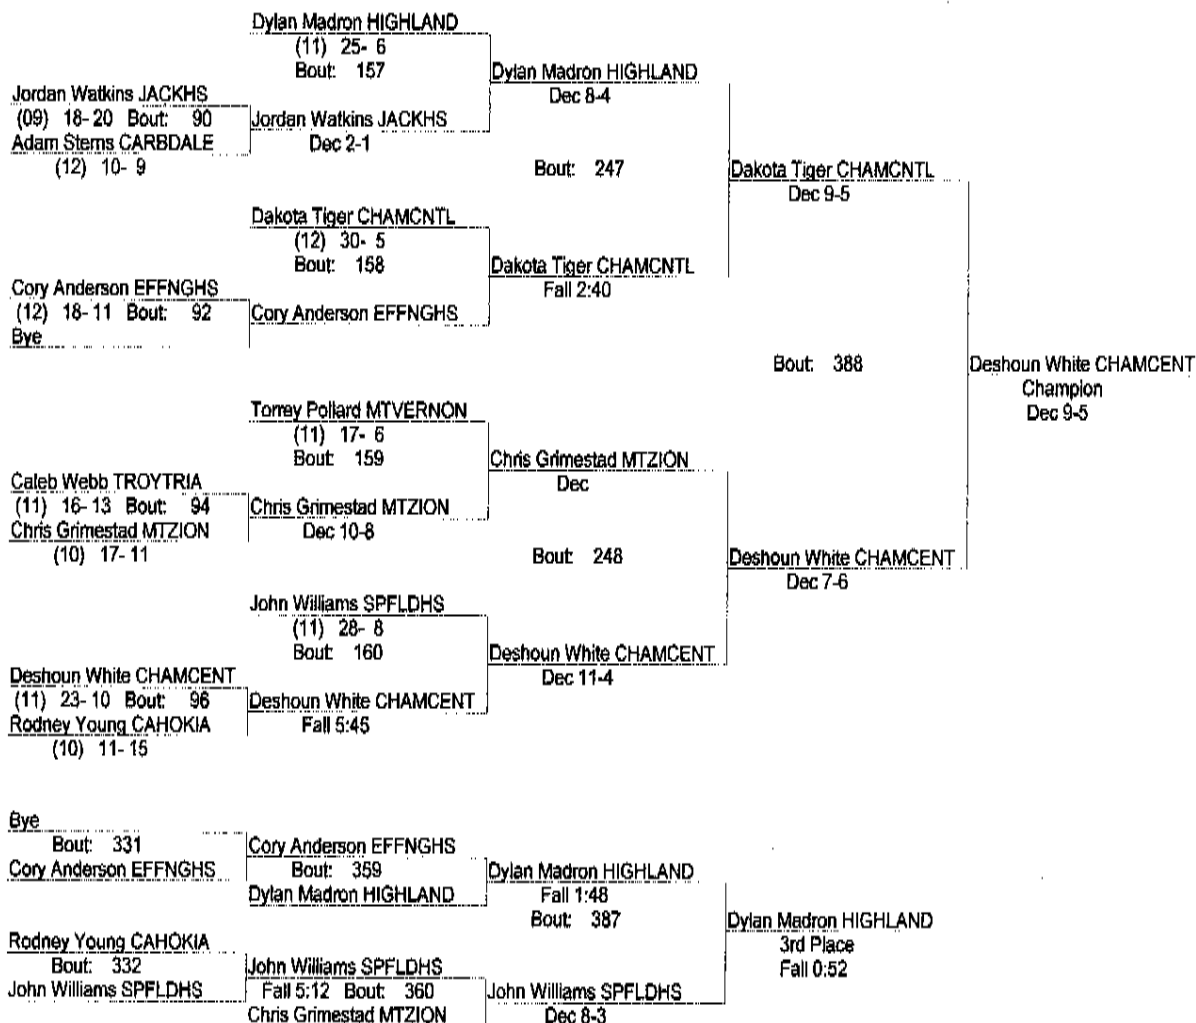 Dylan Madron HIGHLAND
(11) 25- 6
Bout: 157
Dylan Madron HIGHLAND
Dec 8-4
Jordan Watkins JACKHS
(09) 18- 20 Bout: 90
Jordan Watkins JACKHS
Adam Sterns CARBDALE
Dec 2-1
(12) 10- 9
Bout: 247
Dakota Tiger CHAMCNTL
Dec 9-5
Dakota Tiger CHAMCNTL
(12) 30- 5
Bout: 158
Dakota Tiger CHAMCNTL
Fall 2:40
Cory Anderson EFFNGHS
(12) 18- 11 Bout: 92
Cory Anderson EFFNGHS
Bye
Bout: 388
Deshoun White CHAMCENT
Champion
Dec 9-5
Torrey Pollard MTVERNON
(11) 17- 6
Bout: 159
Chris Grimestad MTZION
Dec
Caleb Webb TROYTRIA
(11) 16- 13 Bout: 94
Chris Grimestad MTZION
Chris Grimestad MTZION
Dec 10-8
(10) 17- 11
Bout: 248
Deshoun White CHAMCENT
Dec 7-6
John Williams SPFLDHS
(11) 28- 8
Bout: 160
Deshoun White CHAMCENT
Dec 11-4
Deshoun White CHAMCENT
(11) 23- 10 Bout: 96
Deshoun White CHAMCENT
Rodney Young CAHOKIA
Fall 5:45
(10) 11- 15
Bye
Bout: 331
Cory Anderson EFFNGHS
Cory Anderson EFFNGHS
Bout: 359
Dylan Madron HIGHLAND
Dylan Madron HIGHLAND
Fall 1:48
Bout: 387
Dylan Madron HIGHLAND
3rd Place
Fall 0:52
Rodney Young CAHOKIA
Bout: 332
John Williams SPFLDHS
John Williams SPFLDHS
Fall 5:12 Bout: 360
Chris Grimestad MTZION
John Williams SPFLDHS
Dec 8-3